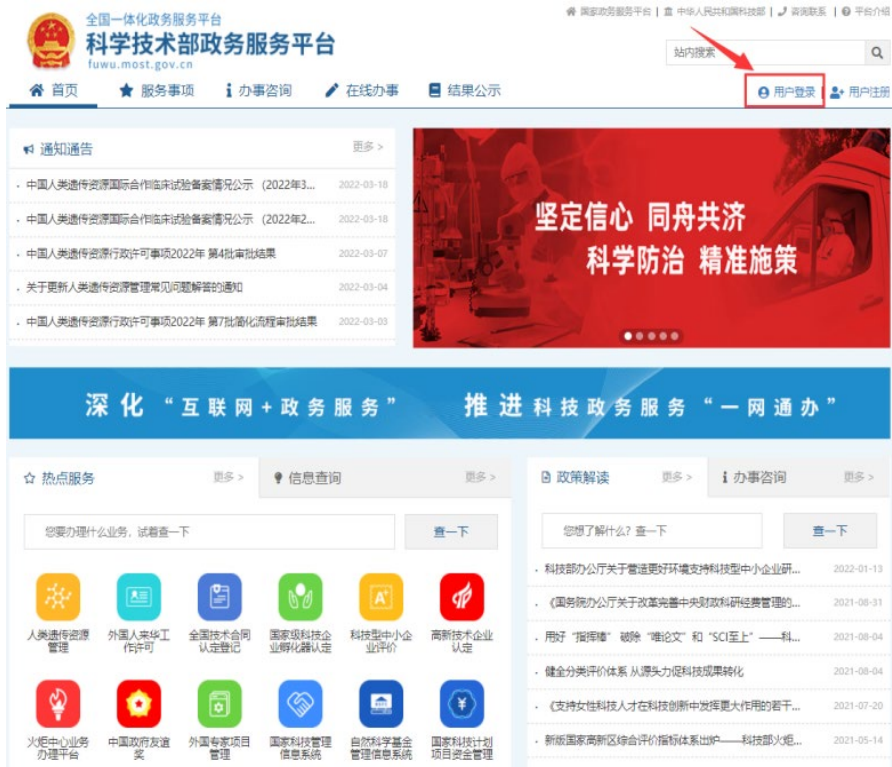 国家政务服务平台 | 中华人民共和国科技部 | 咨询联系 | 平台介绍
全国一体化政务服务平台
科学技术部政务服务平台
fuwu.most.gov.cn
站内搜索
首页 服务事项 办事咨询 在线办事 结果公示 用户登录 | 用户注册
通知通告 更多 >
· 中国人类遗传资源国际合作临床试验备案情况公示 (2022年3... 2022-03-18
· 中国人类遗传资源国际合作临床试验备案情况公示 (2022年2... 2022-03-18
· 中国人类遗传资源行政许可事项2022年 第4批审批结果 2022-03-07
· 关于更新人类遗传资源管理常见问题解答的通知 2022-03-04
· 中国人类遗传资源行政许可事项2022年 第7批简化流程审批结果 2022-03-03
坚定信心 同舟共济
科学防治 精准施策
深化“互联网+政务服务” 推进科技政务服务“一网通办”
热点服务 更多 > 信息查询 更多 >
您要办理什么业务, 试着查一下 查一下
人类遗传资源管理
外国人来华工作许可
全国技术合同认定登记
国家级科技企业孵化器认定
科技型中小企业评价
高新技术企业认定
火炬中心业务办理平台
中国政府友谊奖
外国专家项目管理
国家科技管理信息系统
自然科学基金管理信息系统
国家科技计划项目资金管理
政策解读 更多 > 办事咨询 更多 >
您想了解什么? 查一下 查一下
· 科技部办公厅关于营造更好环境支持科技型中小企业研... 2022-01-13
· 《国务院办公厅关于改革完善中央财政科研经费管理的... 2021-08-31
· 用好“指挥棒” 破除“唯论文”和“SCI至上”——科... 2021-08-04
· 健全分类评价体系 从源头力促科技成果转化 2021-08-04
· 《支持女性科技人才在科技创新中发挥更大作用的若干... 2021-07-20
· 新版国家高新区综合评价指标体系出炉——科技部火炬... 2021-05-14